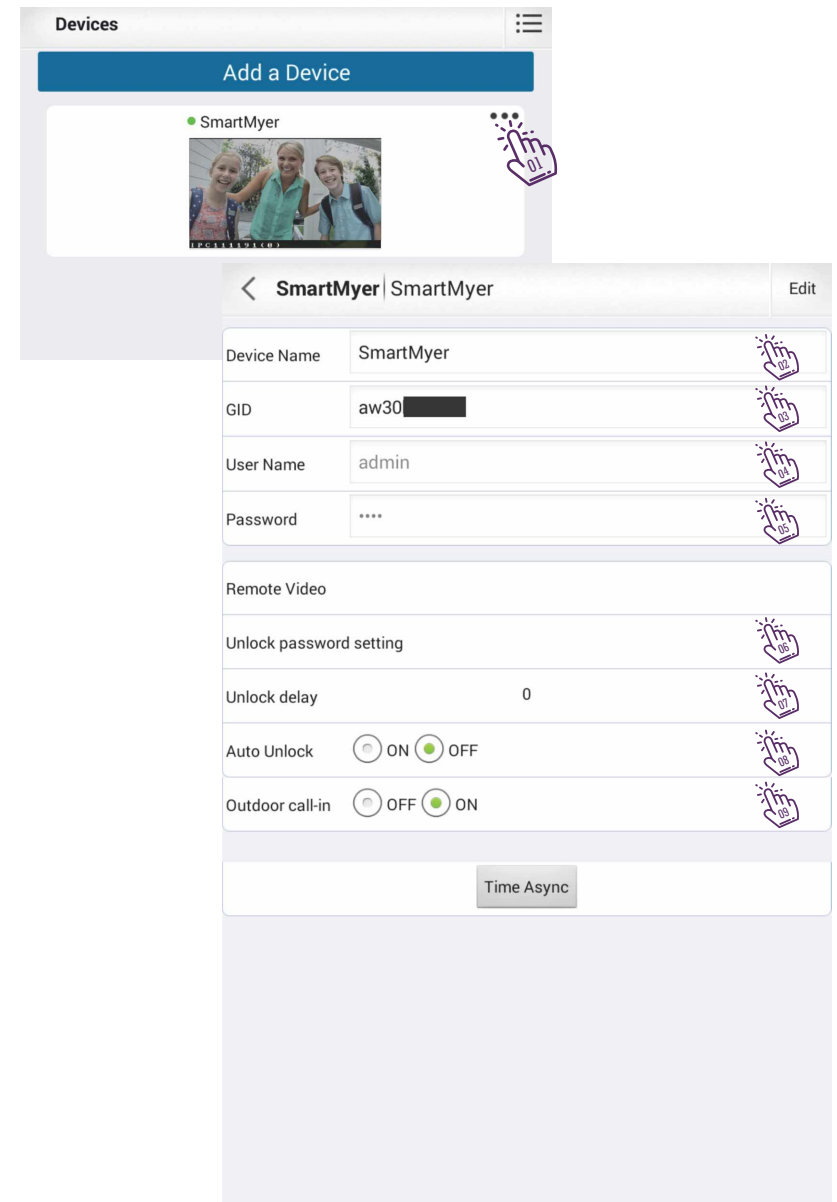 Devices
Add a Device
SmartMyer
01
IPC111191(0)
SmartMyer SmartMyer Edit
Device Name SmartMyer 02
GID aw30 03
User Name admin 04
Password •••• 05
Remote Video
Unlock password setting 06
Unlock delay 0 07
Auto Unlock ON OFF 08
Outdoor call-in OFF ON 09
Time Async